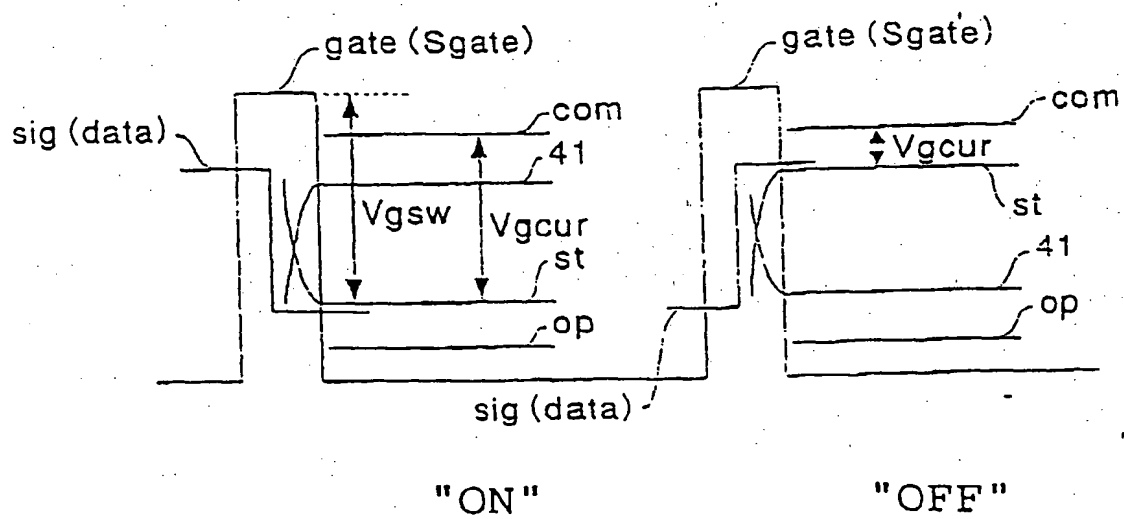 gate (Sgate)
gate (Sgate)
com
com
sig (data)
41
Vgcur
Vgsw
Vgcur
st
st
41
op
op
sig (data)
"ON"
"OFF"